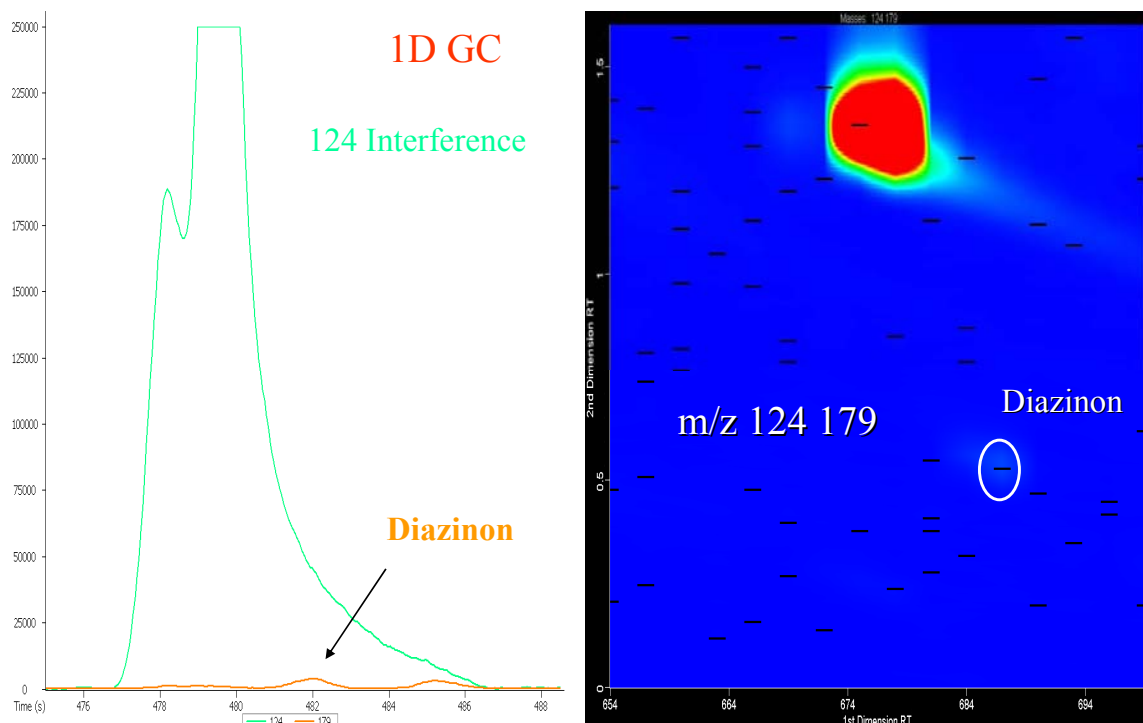 250000
225000
200000
175000
150000
125000
100000
75000
50000
25000
0
1D GC
124 Interference
Diazinon
Time (s) 476 478 480 482 484 486 488
124 179
Masses: 124 179
2nd Dimension RT
1.5
1
0.5
0
m/z 124 179
Diazinon
654 664 674 684 694
1st Dimension RT